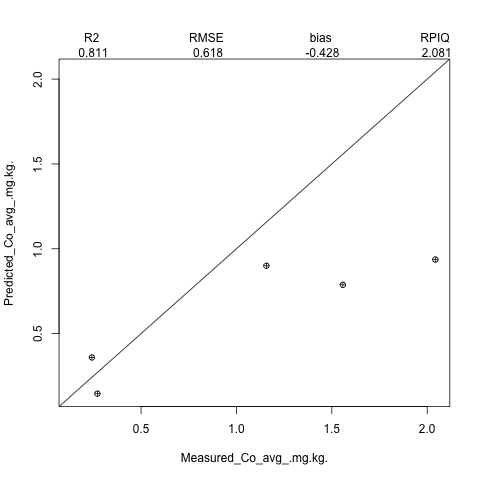 R2 RMSE bias RPIQ
0.811 0.618 -0.428 2.081
2.0
1.5
1.0
0.5
Predicted_Co_avg_.mg.kg.
0.5 1.0 1.5 2.0
Measured_Co_avg_.mg.kg.